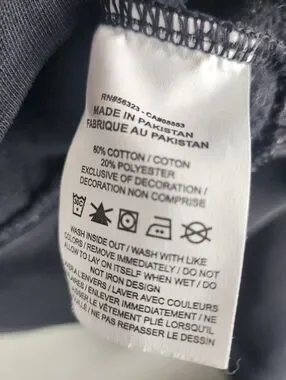 RN#56323 - CA#05553
MADE IN PAKISTAN
FABRIQUE AU PAKISTAN
80% COTTON / COTON
20% POLYESTER
EXCLUSIVE OF DECORATION /
DECORATION NON COMPRISE
WASH INSIDE OUT / WASH WITH LIKE
COLORS / REMOVE IMMEDIATELY / DO NOT
ALLOW TO LAY ON ITSELF WHEN WET / DO
NOT IRON DESIGN
À L'ENVERS / LAVER AVEC COULEURS
/ ENLEVER IMMÉDIATEMENT / NE
LAISSER LE VÊTEMENT PLIÉ LORSQU'IL
/ NE PAS REPASSER LE DESSIN